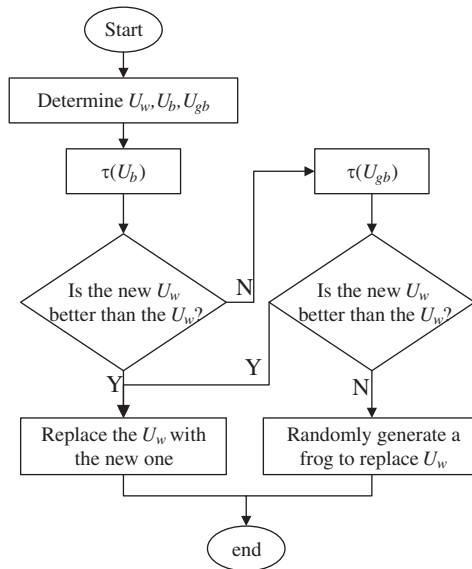 Start
Determine U_w,U_b,U_gb
τ(U_b)
τ(U_gb)
N
Is the new U_w
better than the U_w?
Is the new U_w
better than the U_w?
Y
Y
N
Replace the U_w with
the new one
Randomly generate a
frog to replace U_w
end